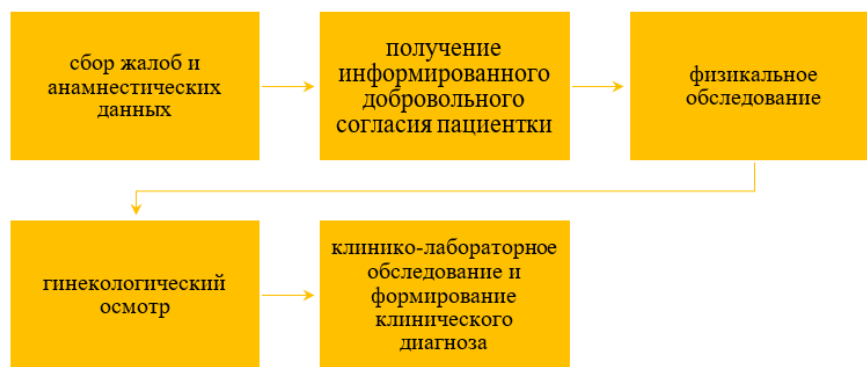 сбор жалоб и
анамнестических
данных
получение
информированного
добровольного
согласия пациентки
физикальное
обследование
гинекологический
осмотр
клинико-лабораторное
обследование и
формирование
клинического
диагноза